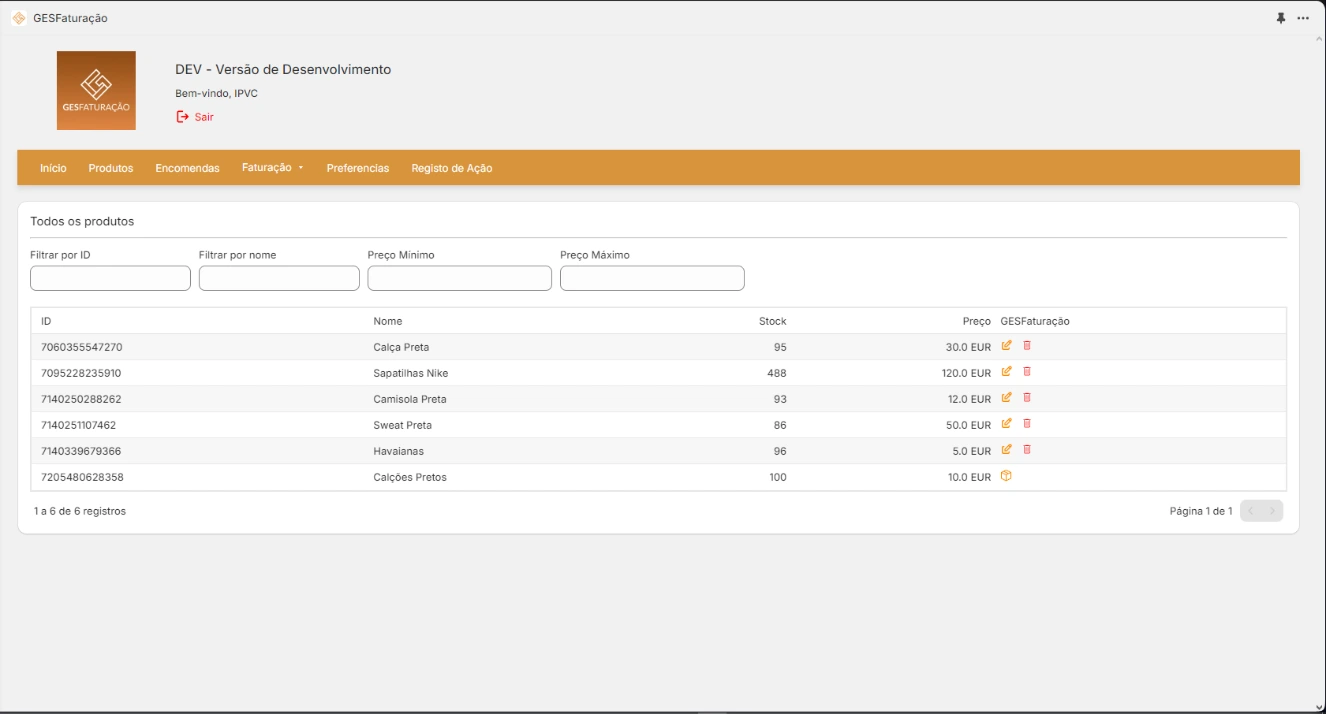 GESFaturação
DEV - Versão de Desenvolvimento
Bem-vindo, IPVC
GESFATURAÇÃO
Sair
Início Produtos Encomendas Faturação Preferencias Registo de Ação
Todos os produtos
Filtrar por ID Filtrar por nome Preço Mínimo Preço Máximo
ID Nome Stock Preço GESFaturação
7060355547270 Calça Preta 95 30.0 EUR
7095228235910 Sapatilhas Nike 488 120.0 EUR
7140250288262 Camisola Preta 93 12.0 EUR
7140251107462 Sweat Preta 86 50.0 EUR
7140339679366 Havaianas 96 5.0 EUR
7205480628358 Calções Pretos 100 10.0 EUR
1 a 6 de 6 registros Página 1 de 1